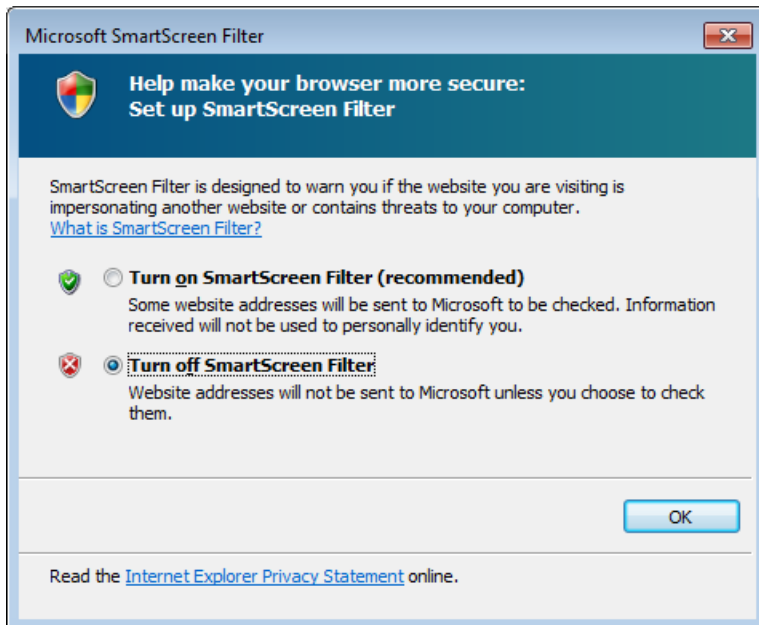 Microsoft SmartScreen Filter
Help make your browser more secure:
Set up SmartScreen Filter
SmartScreen Filter is designed to warn you if the website you are visiting is
impersonating another website or contains threats to your computer.
What is SmartScreen Filter?
Turn on SmartScreen Filter (recommended)
Some website addresses will be sent to Microsoft to be checked. Information
received will not be used to personally identify you.
Turn off SmartScreen Filter
Website addresses will not be sent to Microsoft unless you choose to check
them.
OK
Read the Internet Explorer Privacy Statement online.